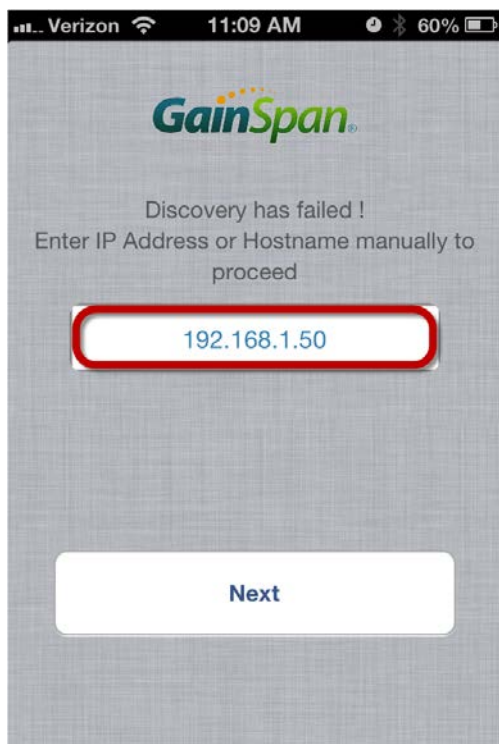 Verizon 11:09 AM 60%
GainSpan®
Discovery has failed !
Enter IP Address or Hostname manually to
proceed
192.168.1.50
Next